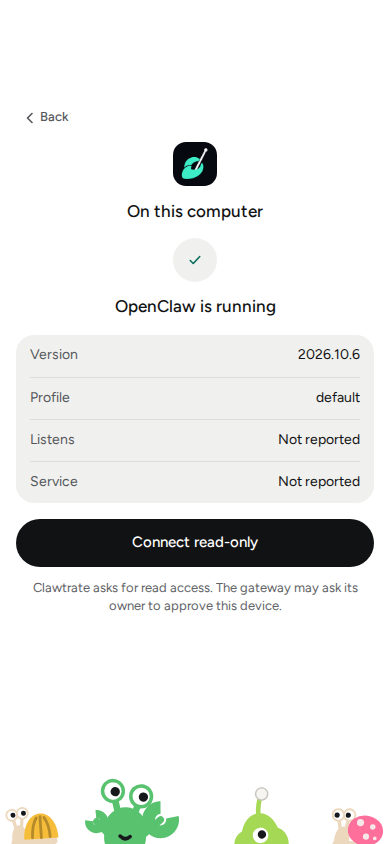 Back
On this computer
OpenClaw is running
Version 2026.10.6
Profile default
Listens Not reported
Service Not reported
Connect read-only
Clawtrate asks for read access. The gateway may ask its
owner to approve this device.